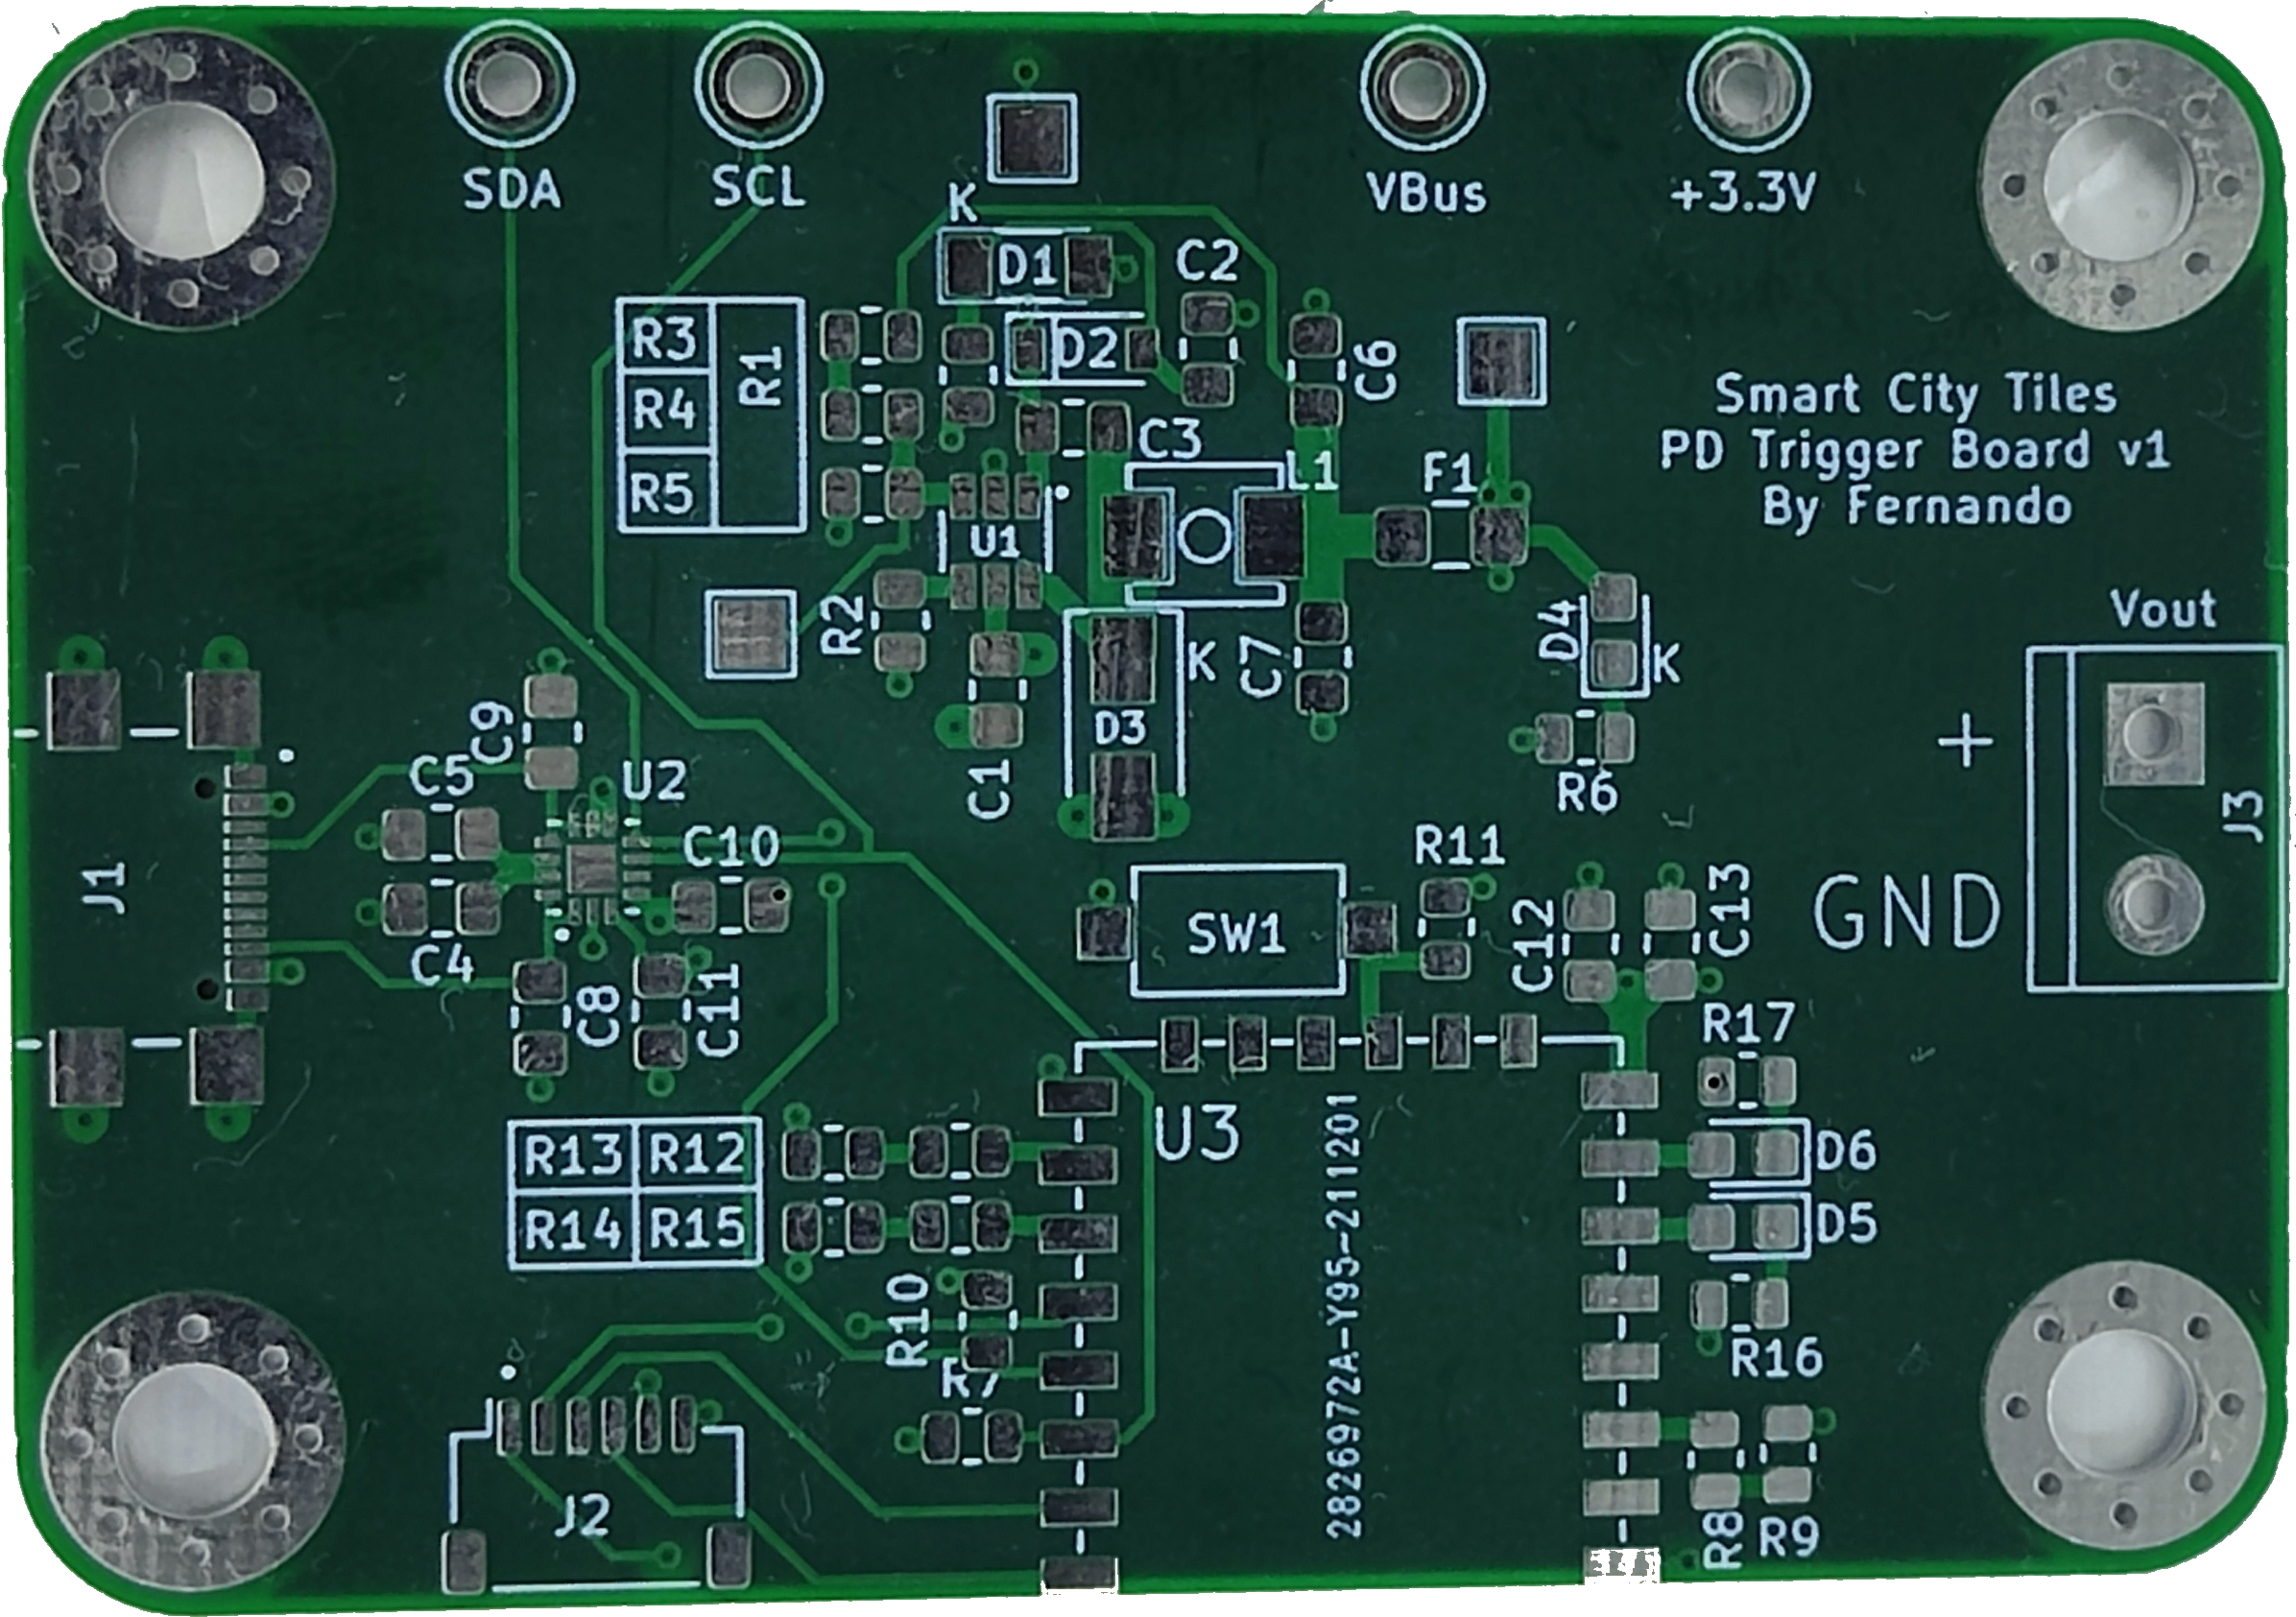 SDA
SCL
VBus
+3.3V
K
D1
C2
R3
R4
R5
R1
D2
C6
C3
L1
F1
Smart City Tiles
PD Trigger Board v1
By Fernando
U1
R2
K
C7
D4
K
Vout
C9
D3
+
C5
U2
C1
R6
J3
J1
C10
R11
SW1
C12
C13
GND
C4
C8
C11
R17
U3
2826972A-Y95-211201
R13
R12
D6
R14
R15
D5
R10
R7
R16
J2
R8
R9